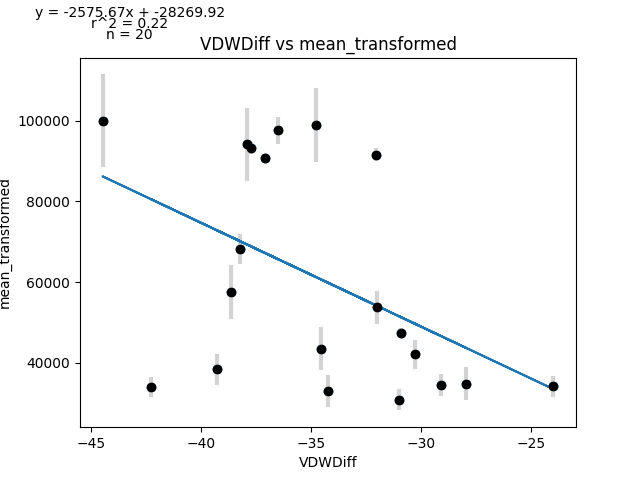 y = -2575.67x + -28269.92
r^2 = 0.22
n = 20
VDWDiff vs mean_transformed
mean_transformed
100000
80000
60000
40000
−45
−40
−35
−30
−25
VDWDiff